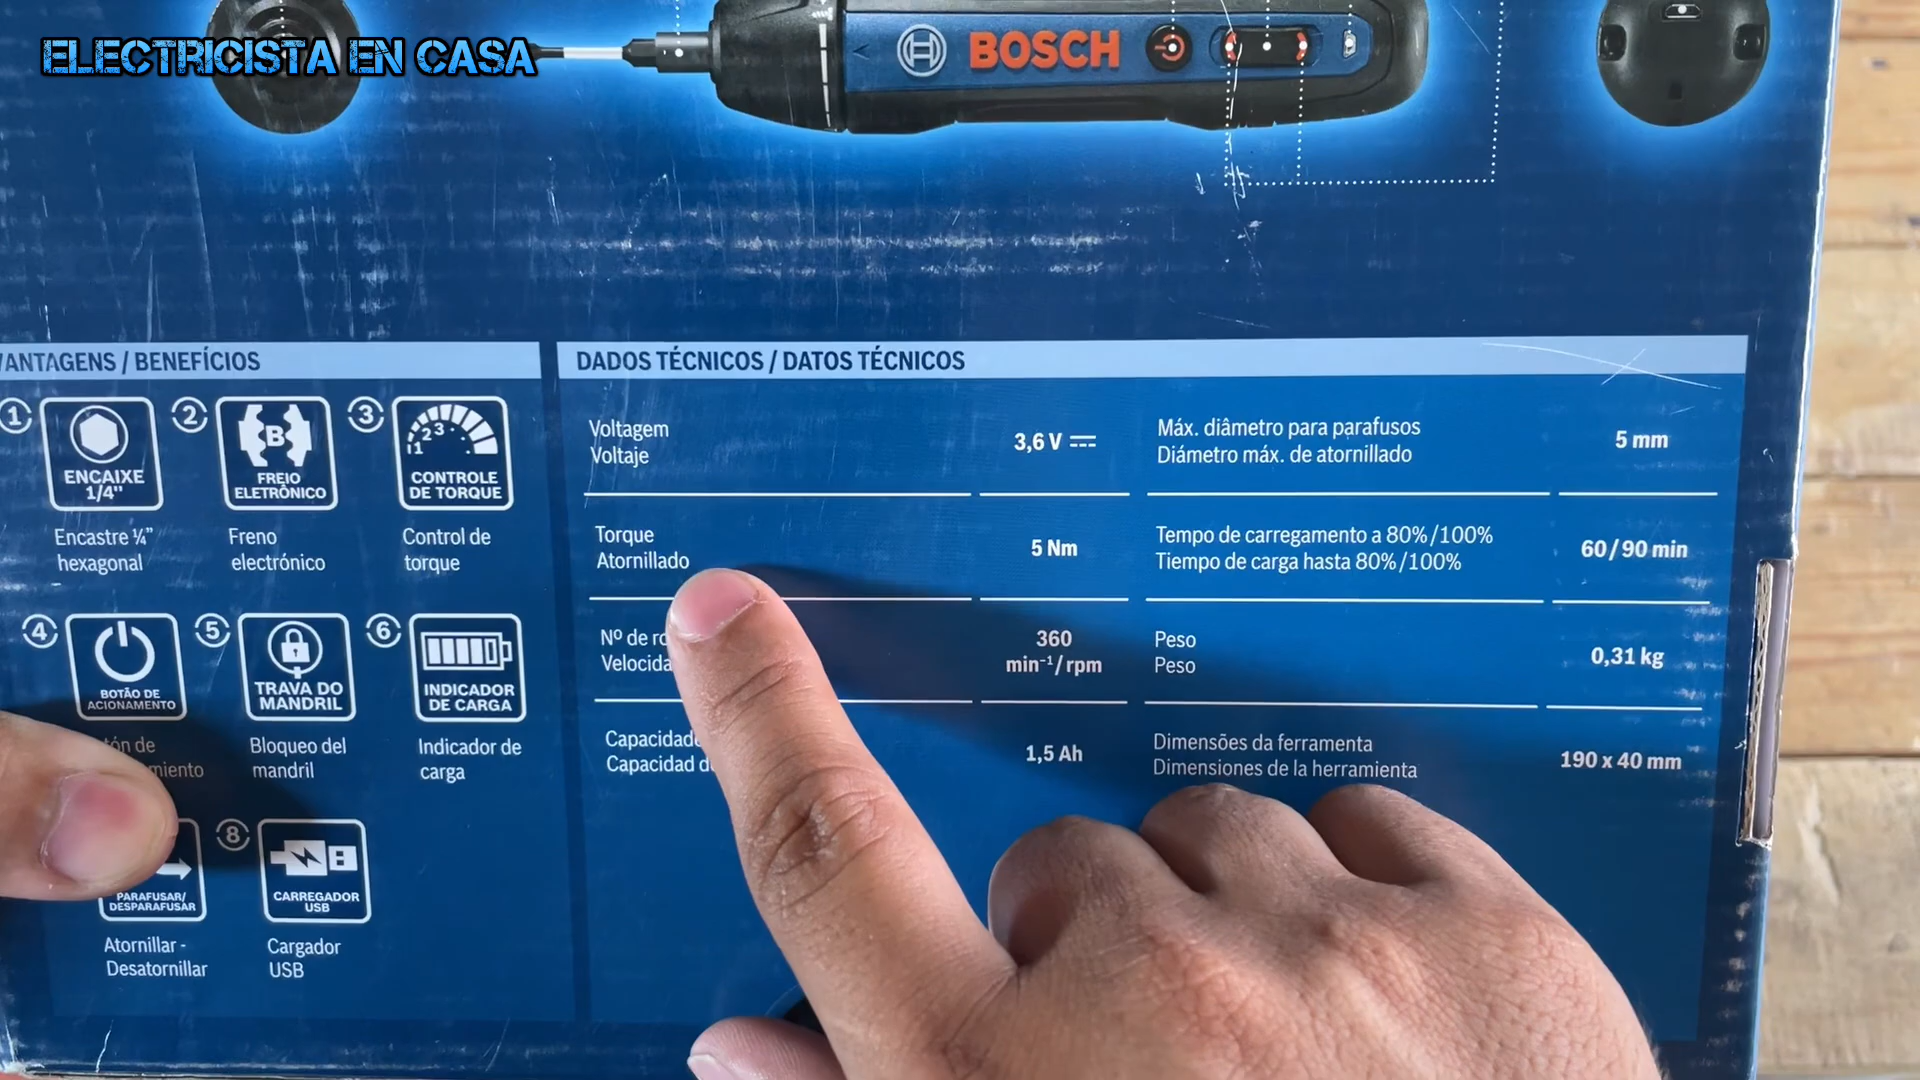 ELECTRICISTA EN CASA
BOSCH
VANTAGENS / BENEFÍCIOS
1
ENCAIXE
1/4"
Encastre ¼”
hexagonal
2
B
FREIO
ELETRÔNICO
Freno
electrónico
3
1 2 3
CONTROLE
DE TORQUE
Control de
torque
4
BOTÃO DE
ACIONAMENTO
5
TRAVA DO
MANDRIL
Bloqueo del
mandril
6
INDICADOR
DE CARGA
Indicador de
carga
PARAFUSAR/
DESPARAFUSAR
Atornillar -
Desatornillar
8
CARREGADOR
USB
Cargador
USB
DADOS TÉCNICOS / DATOS TÉCNICOS
Voltagem
Voltaje
3,6 V
Torque
Atornillado
5 Nm
Nº de
360
min⁻¹/rpm
1,5 Ah
Máx. diâmetro para parafusos
Diámetro máx. de atornillado
5 mm
Tempo de carregamento a 80%/100%
Tiempo de carga hasta 80%/100%
60/90 min
Peso
Peso
0,31 kg
Dimensões da ferramenta
Dimensiones de la herramienta
190 x 40 mm